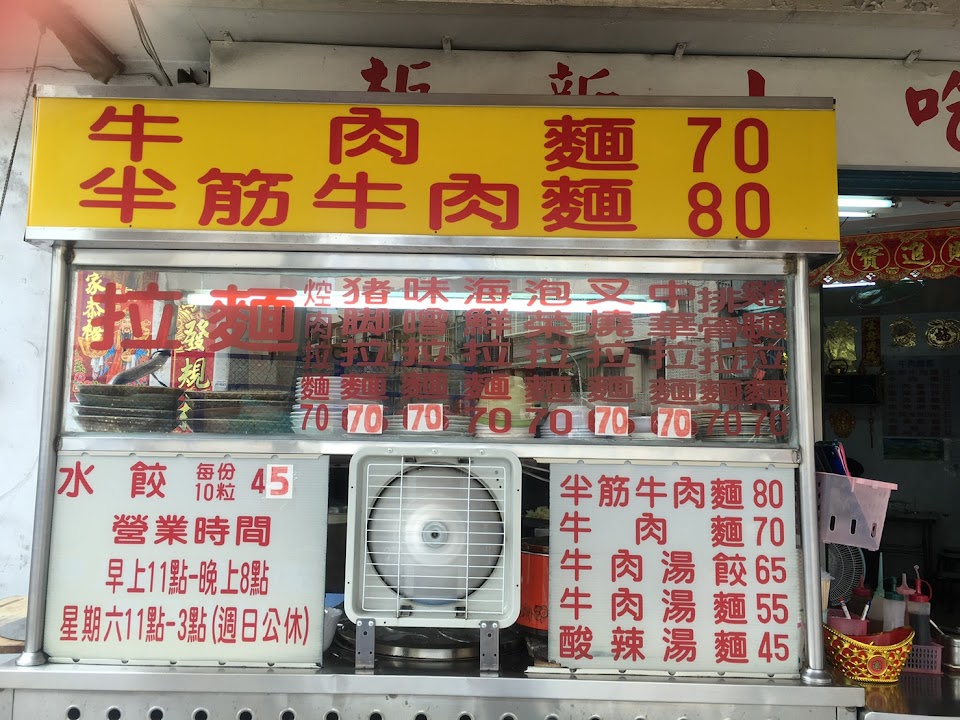 牛肉麵 70
半筋牛肉麵 80
拉麵
焢肉拉麵 70
猪脚拉麵 70
味噌拉麵 70
海鮮拉麵 70
泡菜拉麵 70
叉燒拉麵 70
中華拉麵 70
排骨拉麵 70
雞腿拉麵 70
水餃 每份10粒 45
營業時間
早上11點-晚上8點
星期六11點-3點(週日公休)
半筋牛肉麵 80
牛肉麵 70
牛肉湯餃 65
牛肉湯麵 55
酸辣湯麵 45